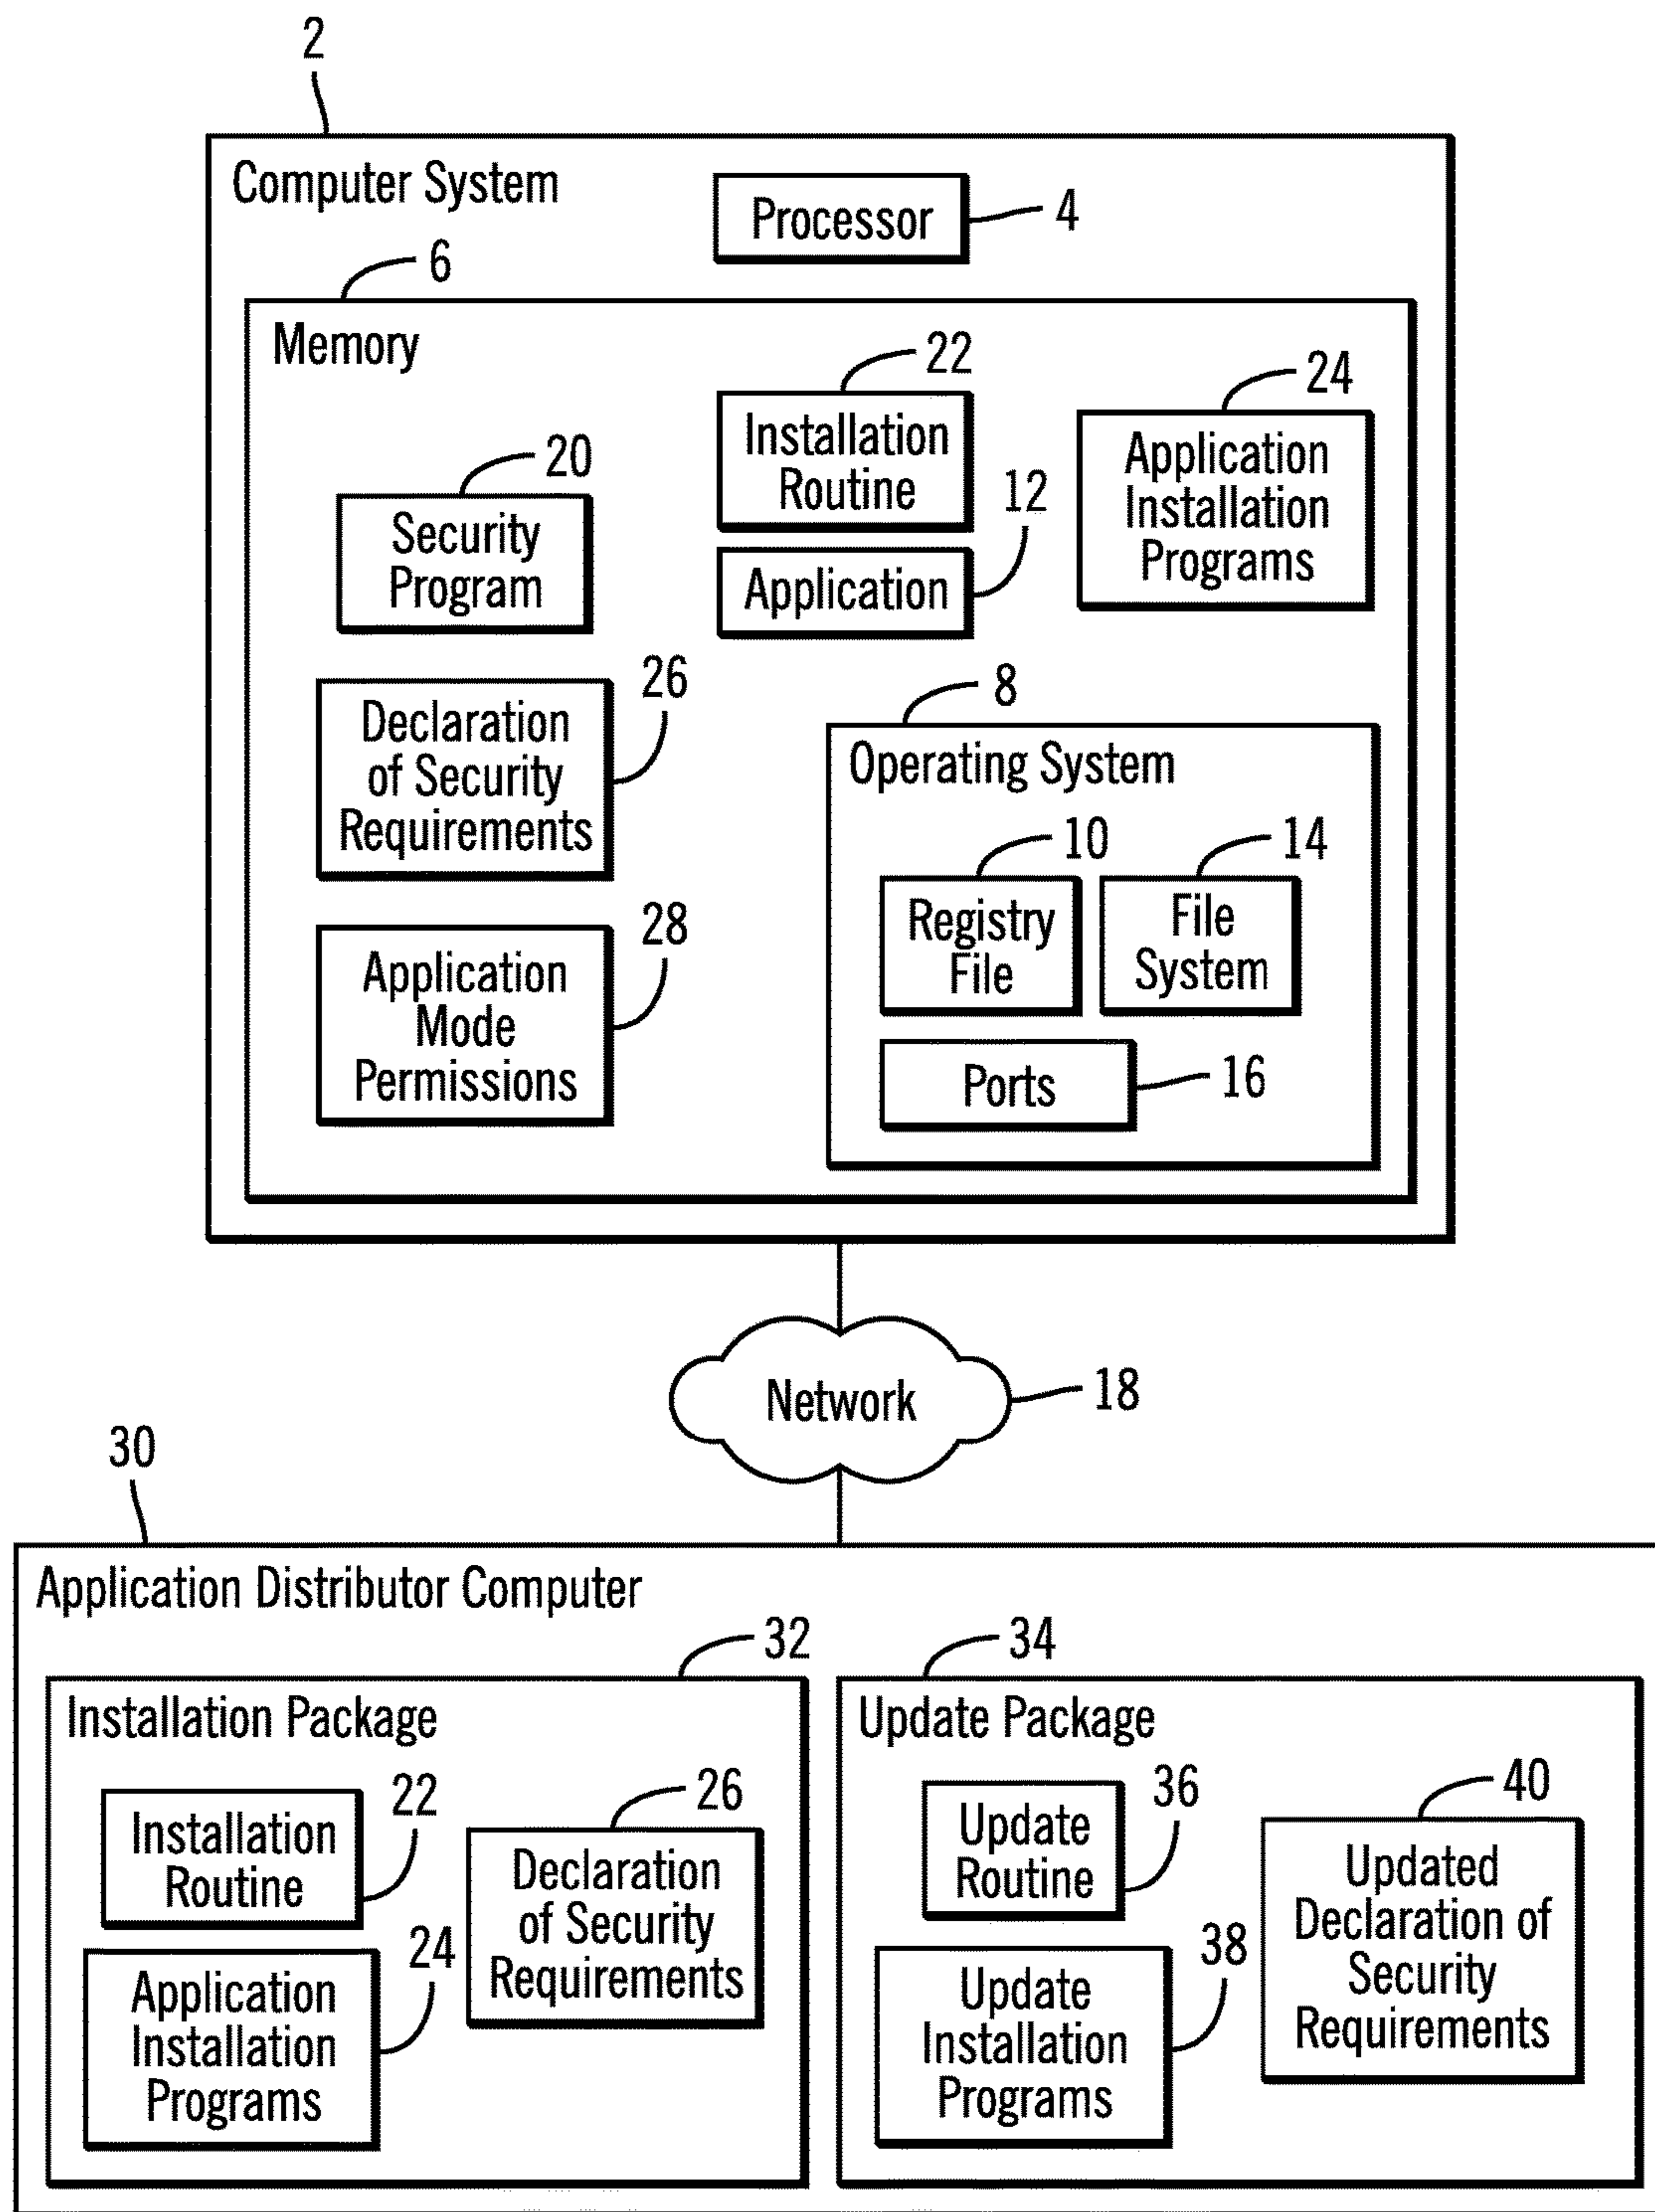 2
Computer System
Processor
4
6
Memory
22
Installation
Routine
24
Application
Installation
Programs
20
Security
Program
12
Application
26
Declaration
of Security
Requirements
8
Operating System
10
Registry
File
14
File
System
28
Application
Mode
Permissions
Ports
16
Network
18
30
Application Distributor Computer
32
Installation Package
22
Installation
Routine
26
Declaration
of Security
Requirements
24
Application
Installation
Programs
34
Update Package
36
Update
Routine
40
Updated
Declaration of
Security
Requirements
38
Update
Installation
Programs